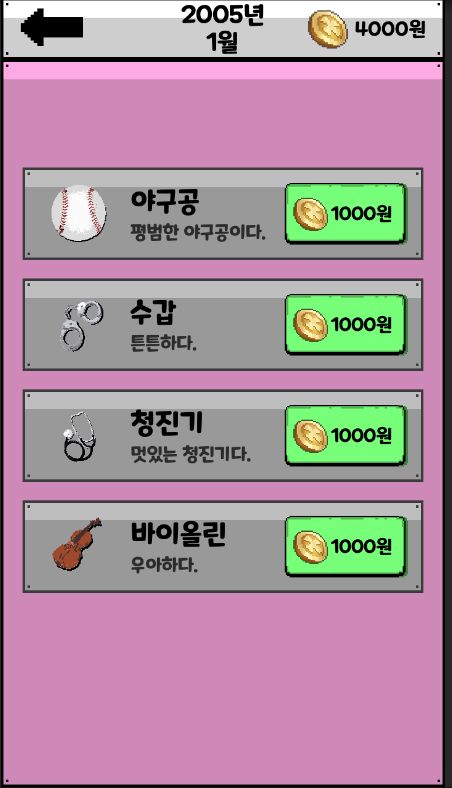 2005년
1월
4000원
야구공
평범한 야구공이다.
1000원
수갑
튼튼하다.
1000원
청진기
멋있는 청진기다.
1000원
바이올린
우아하다.
1000원